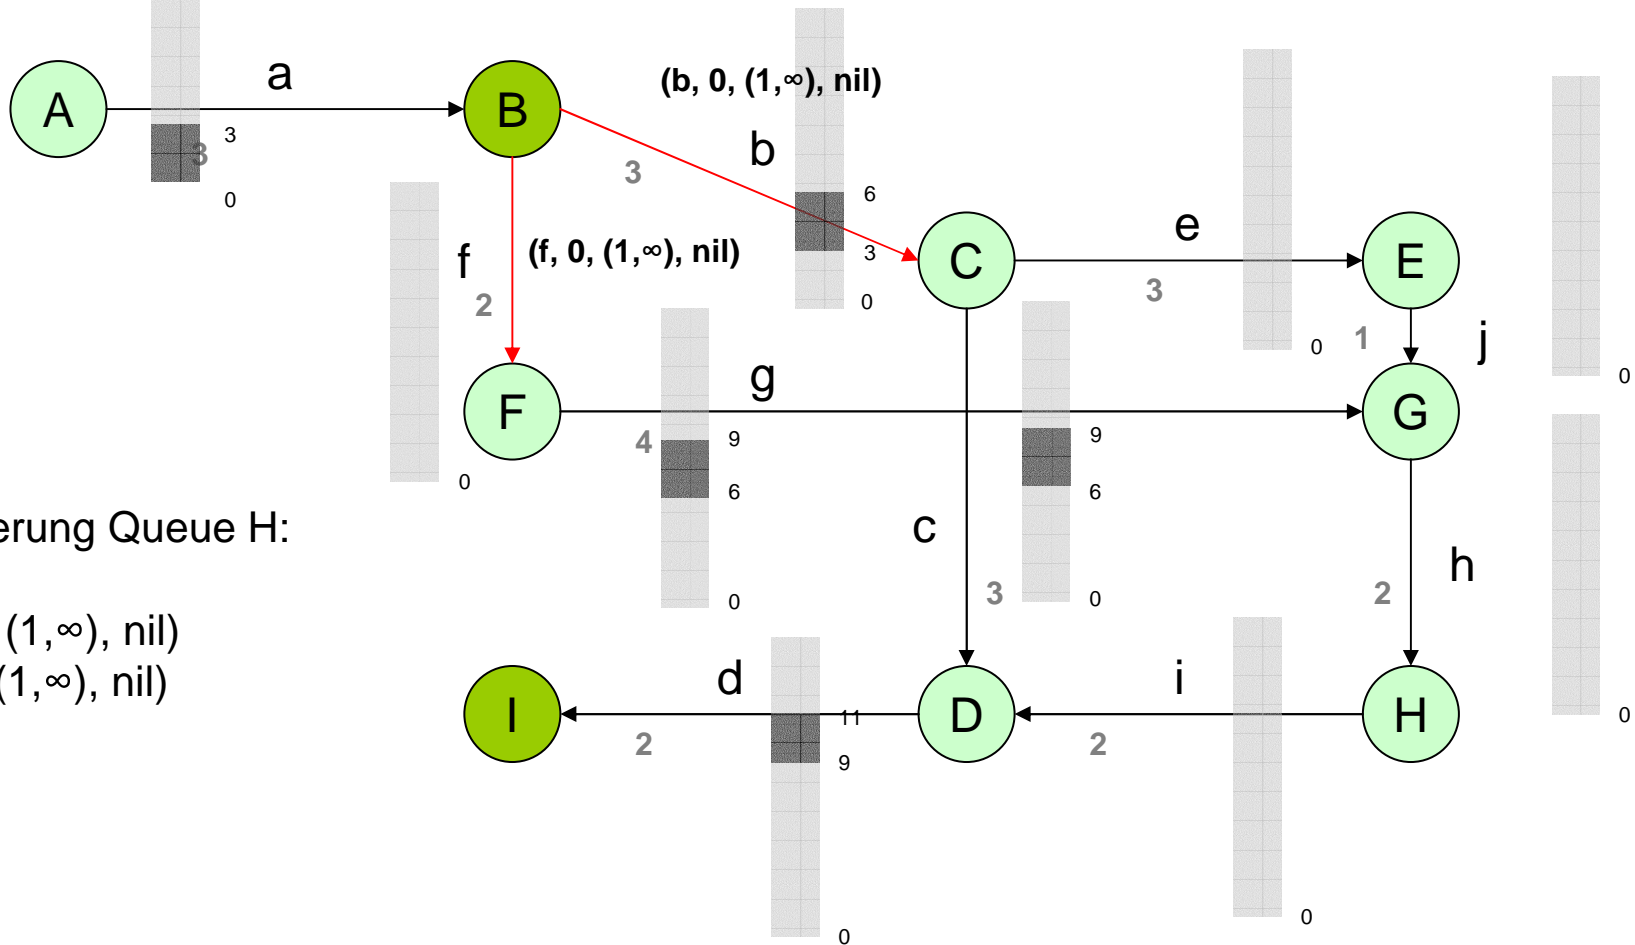 a
(b, 0, (1,∞), nil)
A
B
3
3
b
3
0
6
e
f
(f, 0, (1,∞), nil)
3
C
E
2
3
0
1
j
0
g
0
F
G
4
9
9
0
6
6
erung Queue H:
c
h
3
2
0
0
(1,∞), nil)
(1,∞), nil)
d
i
I
11
D
H
0
2
2
9
0
0